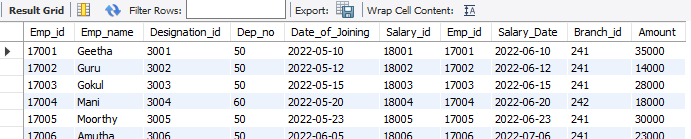 Result Grid Filter Rows: Export: Wrap Cell Content:
Emp_id Emp_name Designation_id Dep_no Date_of_Joining Salary_id Emp_id Salary_Date Branch_id Amount
17001 Geetha 3001 50 2022-05-10 18001 17001 2022-06-10 241 35000
17002 Guru 3002 50 2022-05-12 18002 17002 2022-06-12 241 14000
17003 Gokul 3003 50 2022-05-15 18003 17003 2022-06-15 241 28000
17004 Mani 3004 60 2022-05-20 18004 17004 2022-06-20 242 18000
17005 Moorthy 3005 50 2022-05-23 18005 17005 2022-06-23 241 30000
17006 Amutha 3006 50 2022-06-05 18006 17006 2022-07-06 241 23000